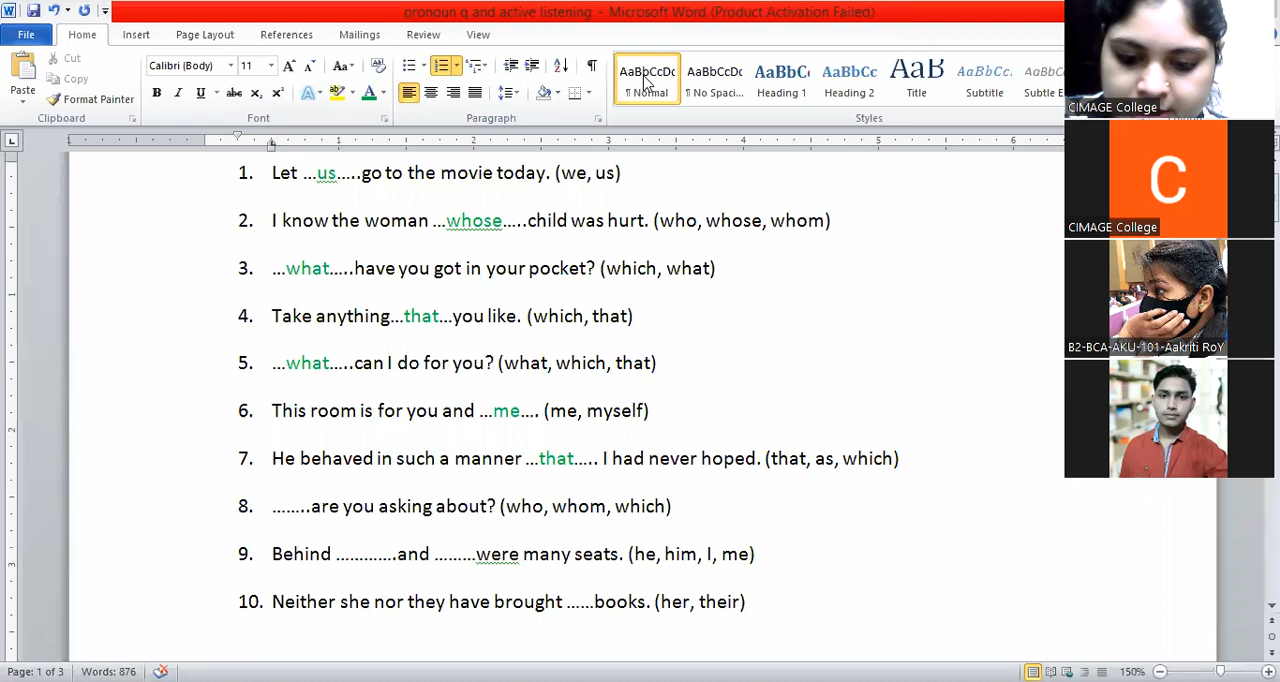 pronoun q and active listening - Microsoft Word (Product Activation Failed)
File Home Insert Page Layout References Mailings Review View
Cut
Copy
Format Painter
Paste
Calibri (Body) 11
AaBbCcDc AaBbCcDc AaBbC AaBbCc AaB AaBbCc. AaBbCc
¶ Normal ¶ No Spaci... Heading 1 Heading 2 Title Subtitle Subtle E
Clipboard Font Paragraph Styles
1 2 3 4 5 6
1. Let ...us.....go to the movie today. (we, us)
2. I know the woman ...whose.....child was hurt. (who, whose, whom)
3. ...what.....have you got in your pocket? (which, what)
4. Take anything...that...you like. (which, that)
5. ...what.....can I do for you? (what, which, that)
6. This room is for you and ...me.... (me, myself)
7. He behaved in such a manner ...that..... I had never hoped. (that, as, which)
8. ........are you asking about? (who, whom, which)
9. Behind .............and .........were many seats. (he, him, I, me)
10. Neither she nor they have brought ......books. (her, their)
Page: 1 of 3 Words: 876 150%
CIMAGE College
C
CIMAGE College
B2-BCA-AKU-101-Aakriti RoY